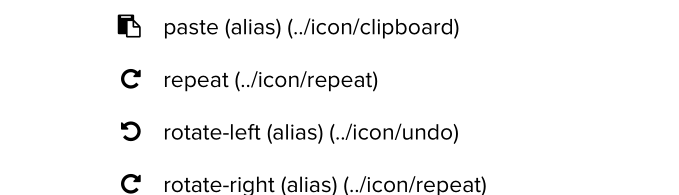 paste (alias) (../icon/clipboard)
repeat (../icon/repeat)
rotate-left (alias) (../icon/undo)
rotate-right (alias) (../icon/repeat)